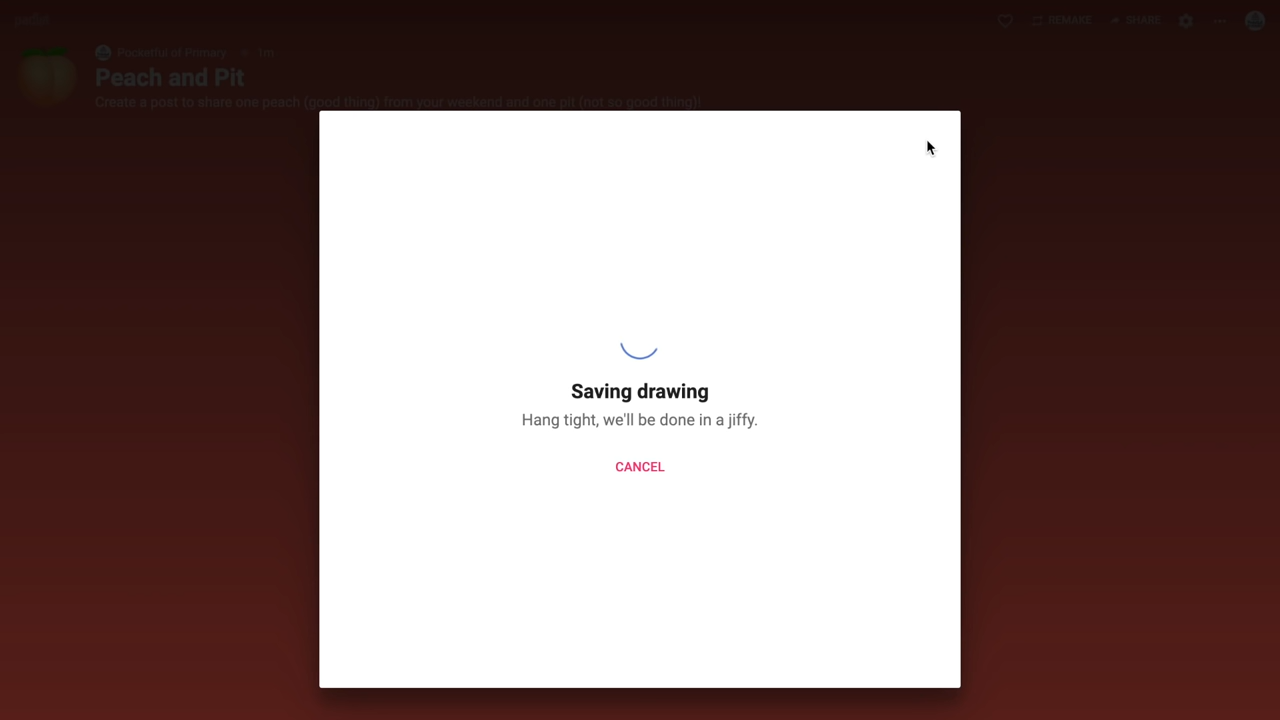 padlet
REMAKE
SHARE
Pocketful of Primary
1m
Peach and Pit
Create a post to share one peach (good thing) from your weekend and one pit (not so good thing)!
Saving drawing
Hang tight, we'll be done in a jiffy.
CANCEL